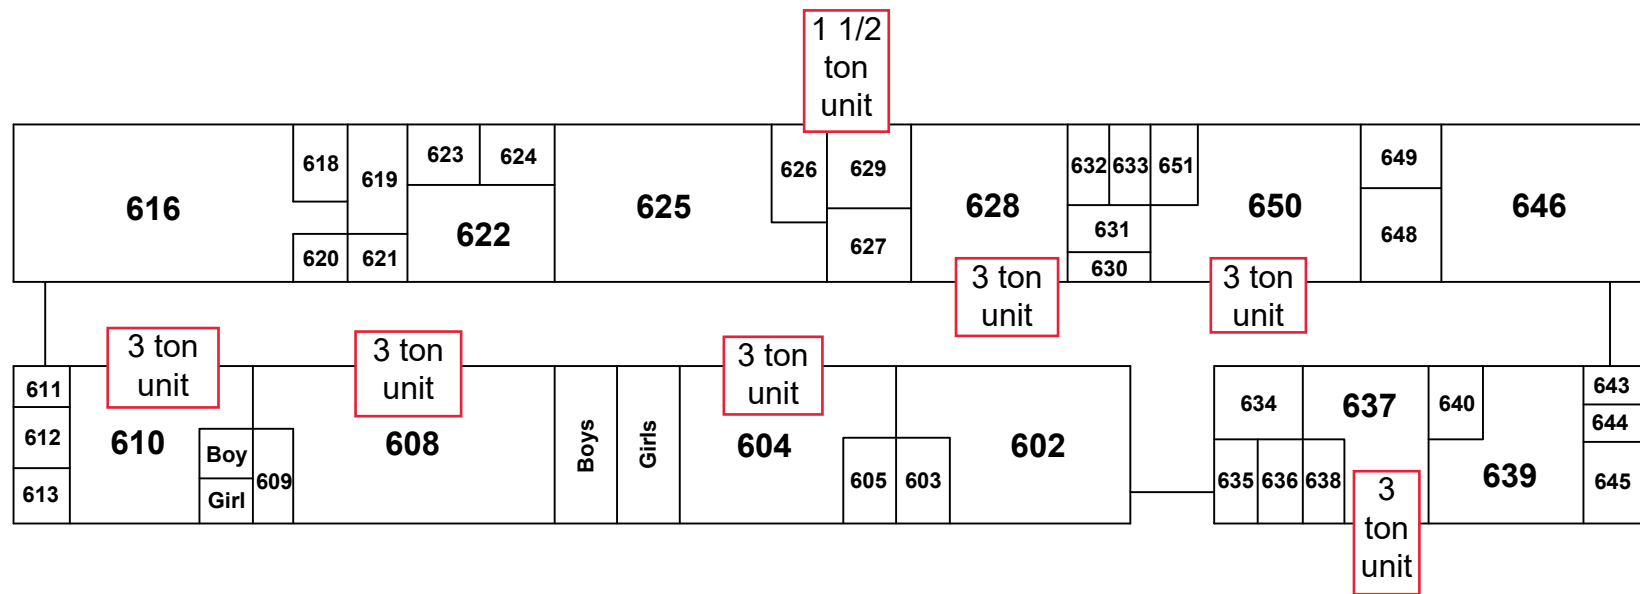 1 1/2
ton
unit
618
619
623
624
626
629
632
633
651
649
616
622
625
628
650
646
631
648
620
621
627
630
3 ton
unit
3 ton
unit
3 ton
unit
3 ton
unit
3 ton
unit
611
612
613
610
Boy
Girl
609
608
Boys
Girls
604
605
603
602
634
637
640
643
644
635
636
638
639
645
3
ton
unit